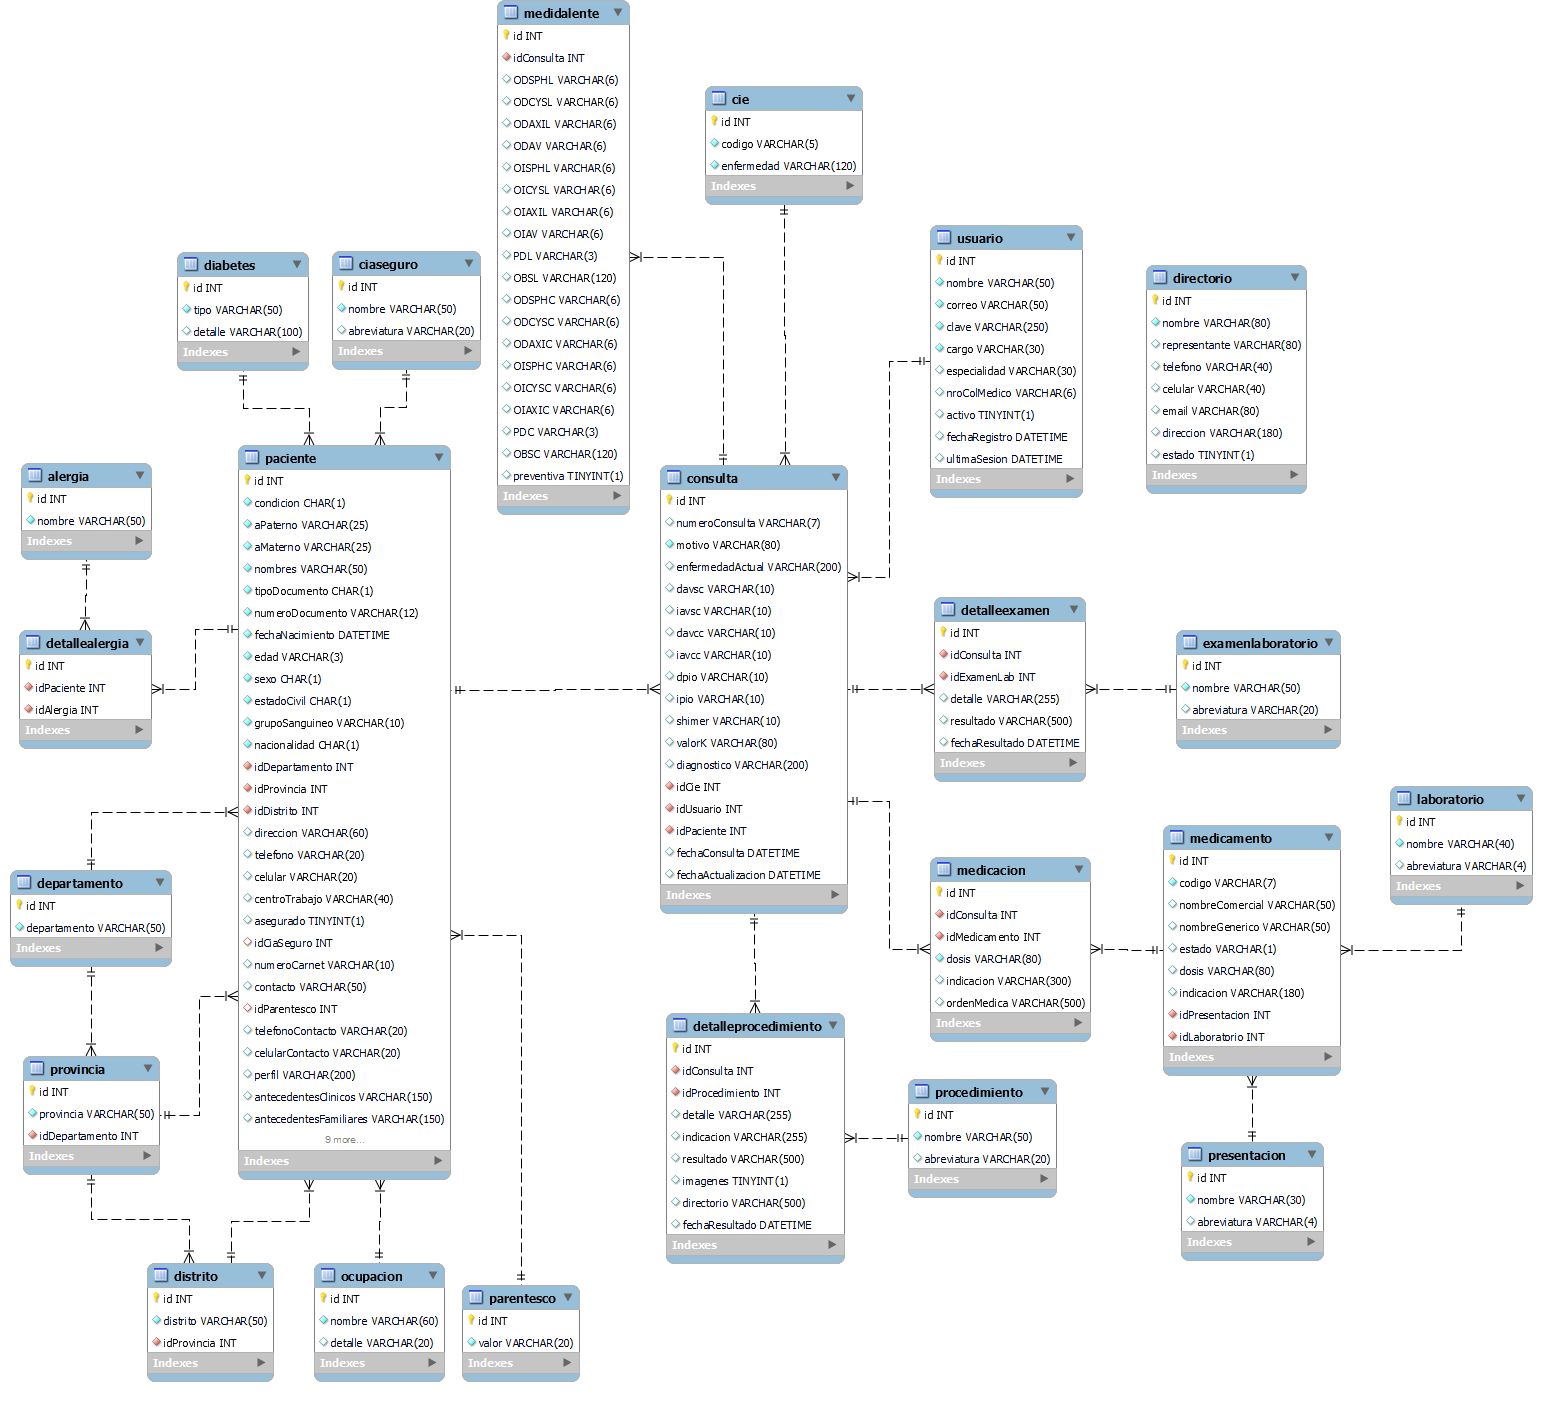 medidalente
id INT
idConsulta INT
ODSPHL VARCHAR(6)
ODCYSL VARCHAR(6)
ODAXIL VARCHAR(6)
ODAV VARCHAR(6)
OISPHL VARCHAR(6)
OICYSL VARCHAR(6)
OIAXIL VARCHAR(6)
OIAV VARCHAR(6)
PDL VARCHAR(3)
OBSL VARCHAR(120)
ODSPHC VARCHAR(6)
ODCYSC VARCHAR(6)
ODAXIC VARCHAR(6)
OISPHC VARCHAR(6)
OICYSC VARCHAR(6)
OIAXIC VARCHAR(6)
PDC VARCHAR(3)
OBSC VARCHAR(120)
preventiva TINYINT(1)
Indexes
cie
id INT
codigo VARCHAR(5)
enfermedad VARCHAR(120)
Indexes
usuario
id INT
nombre VARCHAR(50)
correo VARCHAR(50)
clave VARCHAR(250)
cargo VARCHAR(30)
especialidad VARCHAR(30)
nroColMedico VARCHAR(6)
activo TINYINT(1)
fechaRegistro DATETIME
ultimaSesion DATETIME
Indexes
directorio
id INT
nombre VARCHAR(80)
representante VARCHAR(80)
telefono VARCHAR(40)
celular VARCHAR(40)
email VARCHAR(80)
direccion VARCHAR(180)
estado TINYINT(1)
Indexes
diabetes
id INT
tipo VARCHAR(50)
detalle VARCHAR(100)
Indexes
ciaseguro
id INT
nombre VARCHAR(50)
abreviatura VARCHAR(20)
Indexes
alergia
id INT
nombre VARCHAR(50)
Indexes
detallealergia
id INT
idPaciente INT
idAlergia INT
Indexes
paciente
id INT
condicion CHAR(1)
aPaterno VARCHAR(25)
aMaterno VARCHAR(25)
nombres VARCHAR(50)
tipoDocumento CHAR(1)
numeroDocumento VARCHAR(12)
fechaNacimiento DATETIME
edad VARCHAR(3)
sexo CHAR(1)
estadoCivil CHAR(1)
grupoSanguineo VARCHAR(10)
nacionalidad CHAR(1)
idDepartamento INT
idProvincia INT
idDistrito INT
direccion VARCHAR(60)
telefono VARCHAR(20)
celular VARCHAR(20)
centroTrabajo VARCHAR(40)
asegurado TINYINT(1)
idCiaSeguro INT
numeroCarnet VARCHAR(10)
contacto VARCHAR(50)
idParentesco INT
telefonoContacto VARCHAR(20)
celularContacto VARCHAR(20)
perfil VARCHAR(200)
antecedentesClinicos VARCHAR(150)
antecedentesFamiliares VARCHAR(150)
9 more...
Indexes
consulta
id INT
numeroConsulta VARCHAR(7)
motivo VARCHAR(80)
enfermedadActual VARCHAR(200)
davsc VARCHAR(10)
iavsc VARCHAR(10)
davcc VARCHAR(10)
iavcc VARCHAR(10)
dpio VARCHAR(10)
ipio VARCHAR(10)
shimer VARCHAR(10)
valorK VARCHAR(80)
diagnostico VARCHAR(200)
idCie INT
idUsuario INT
idPaciente INT
fechaConsulta DATETIME
fechaActualizacion DATETIME
Indexes
detalleexamen
id INT
idConsulta INT
idExamenLab INT
detalle VARCHAR(255)
resultado VARCHAR(500)
fechaResultado DATETIME
Indexes
examenlaboratorio
id INT
nombre VARCHAR(50)
abreviatura VARCHAR(20)
Indexes
laboratorio
id INT
nombre VARCHAR(40)
abreviatura VARCHAR(4)
Indexes
medicamento
id INT
codigo VARCHAR(7)
nombreComercial VARCHAR(50)
nombreGenerico VARCHAR(50)
estado VARCHAR(1)
dosis VARCHAR(80)
indicacion VARCHAR(180)
idPresentacion INT
idLaboratorio INT
Indexes
medicacion
id INT
idConsulta INT
idMedicamento INT
dosis VARCHAR(80)
indicacion VARCHAR(300)
ordenMedica VARCHAR(500)
Indexes
departamento
id INT
departamento VARCHAR(50)
Indexes
provincia
id INT
provincia VARCHAR(50)
idDepartamento INT
Indexes
detalleprocedimiento
id INT
idConsulta INT
idProcedimiento INT
detalle VARCHAR(255)
indicacion VARCHAR(255)
resultado VARCHAR(500)
imagenes TINYINT(1)
directorio VARCHAR(500)
fechaResultado DATETIME
Indexes
procedimiento
id INT
nombre VARCHAR(50)
abreviatura VARCHAR(20)
Indexes
presentacion
id INT
nombre VARCHAR(30)
abreviatura VARCHAR(4)
Indexes
distrito
id INT
distrito VARCHAR(50)
idProvincia INT
Indexes
ocupacion
id INT
nombre VARCHAR(60)
detalle VARCHAR(20)
Indexes
parentesco
id INT
valor VARCHAR(20)
Indexes